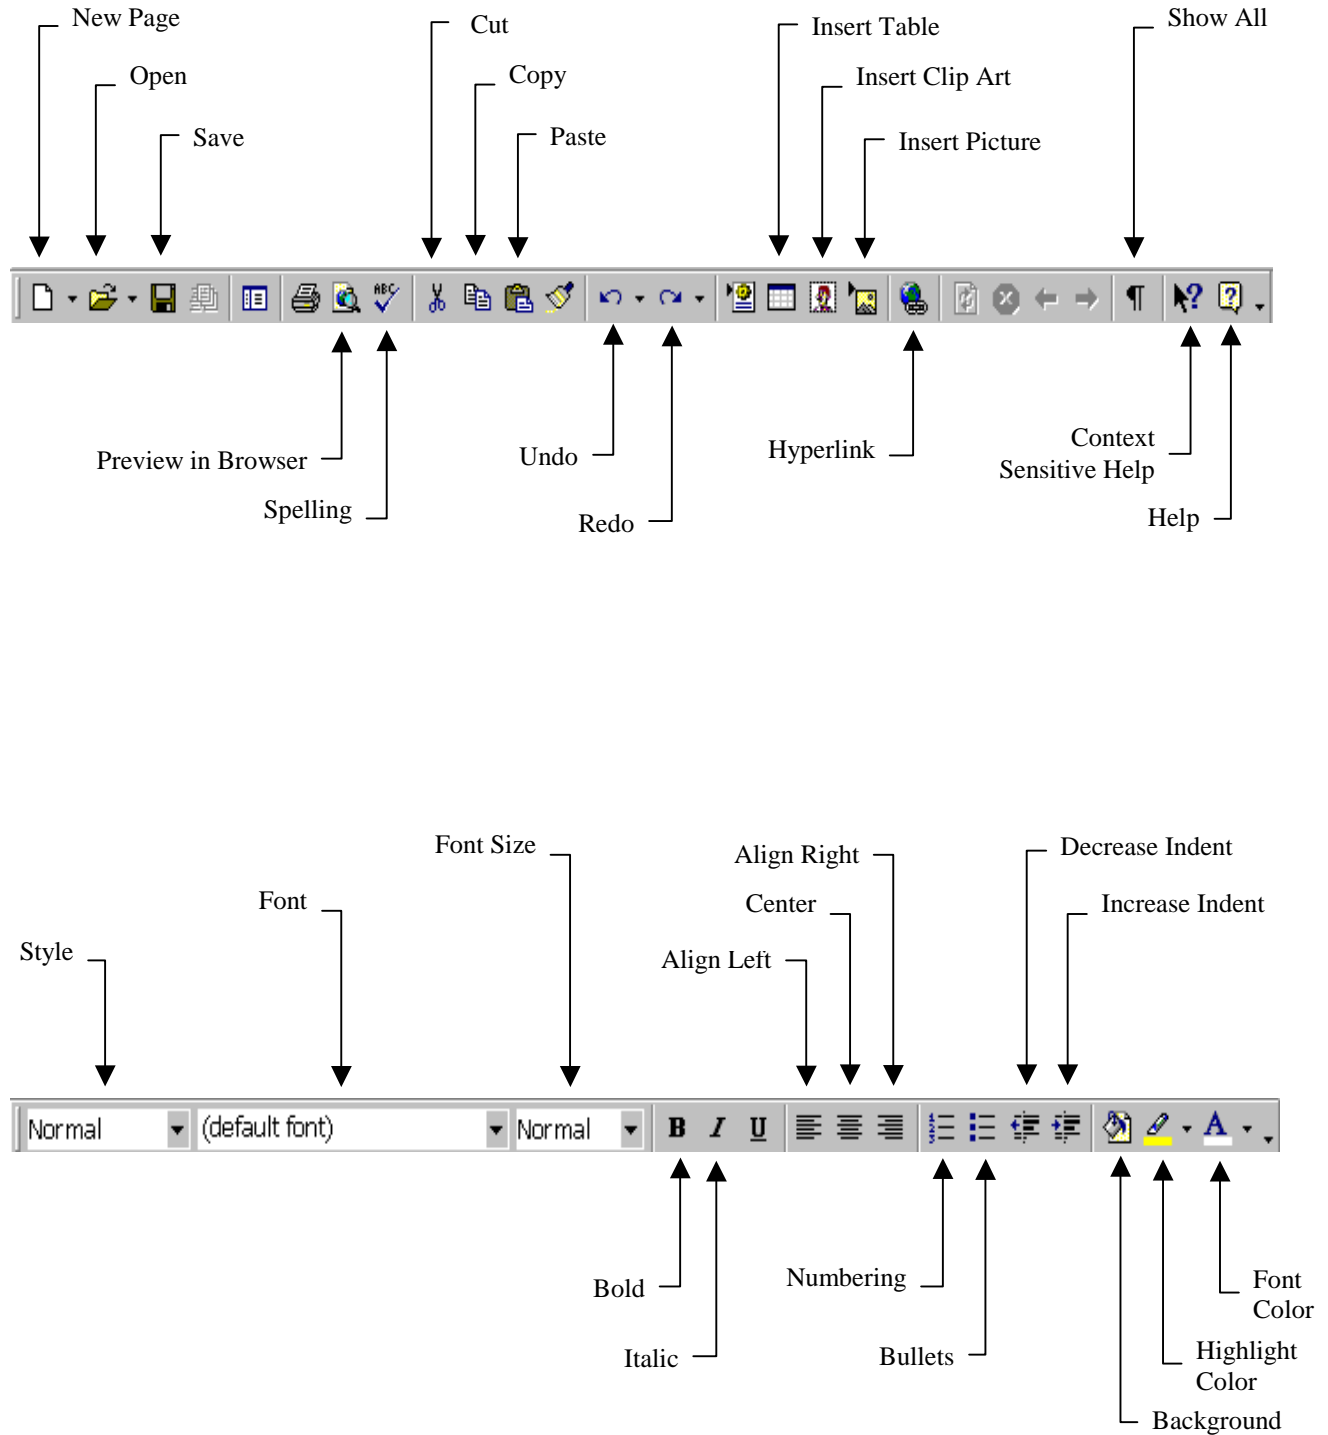 New Page
Cut
Insert Table
Show All
Open
Copy
Insert Clip Art
Save
Paste
Insert Picture
ABC
Preview in Browser
Undo
Hyperlink
Context
Sensitive Help
Spelling
Redo
Help
Font Size
Align Right
Decrease Indent
Font
Center
Increase Indent
Style
Align Left
Normal (default font) Normal B I U A
Bold
Numbering
Font
Color
Italic
Bullets
Highlight
Color
Background